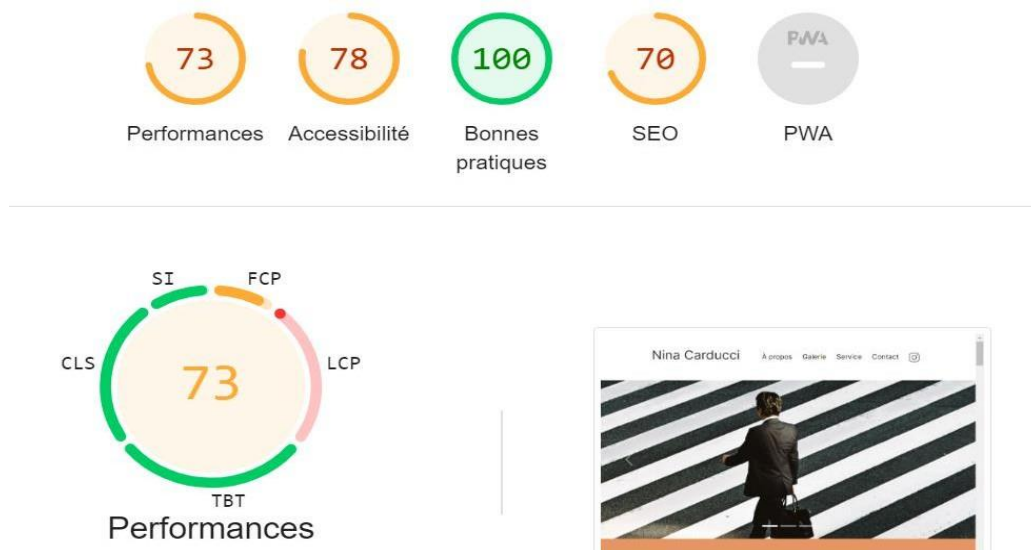 73 78 100 70 PWA
Performances Accessibilité Bonnes pratiques SEO PWA
SI FCP
CLS LCP
73
TBT
Performances
Nina Carducci À propos Galerie Service Contact